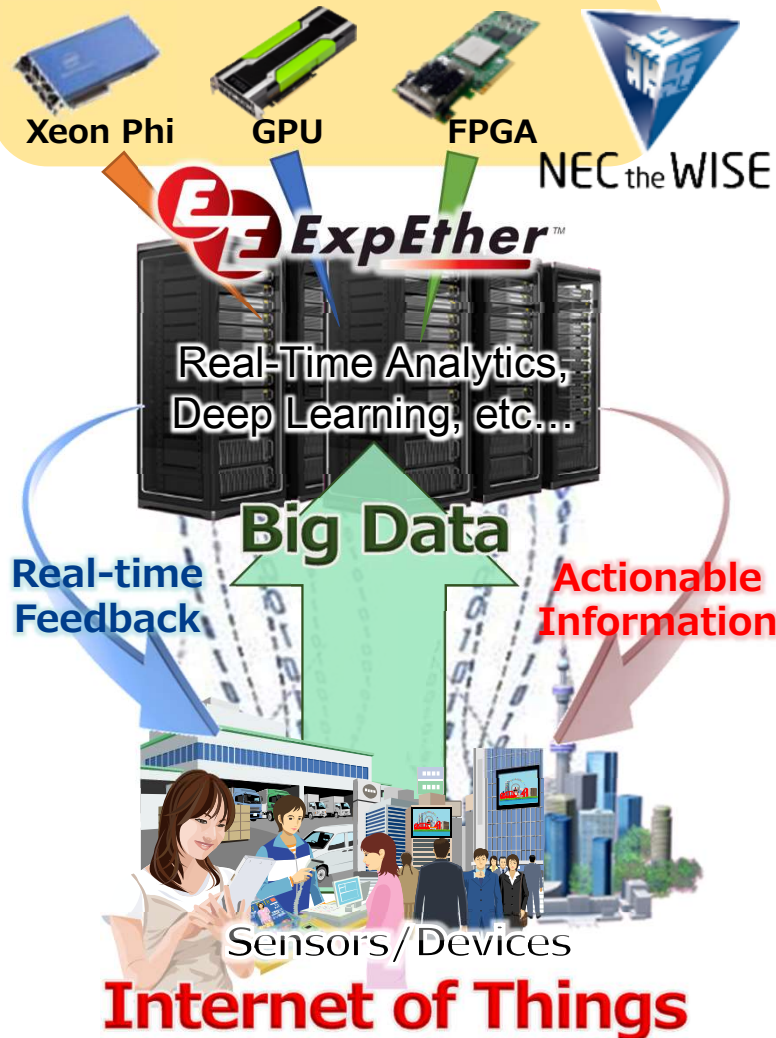 Xeon Phi
GPU
FPGA
NEC the WISE
EE ExpEther™
Real-Time Analytics,
Deep Learning, etc...
Big Data
Real-time
Feedback
Actionable
Information
Sensors/Devices
Internet of Things